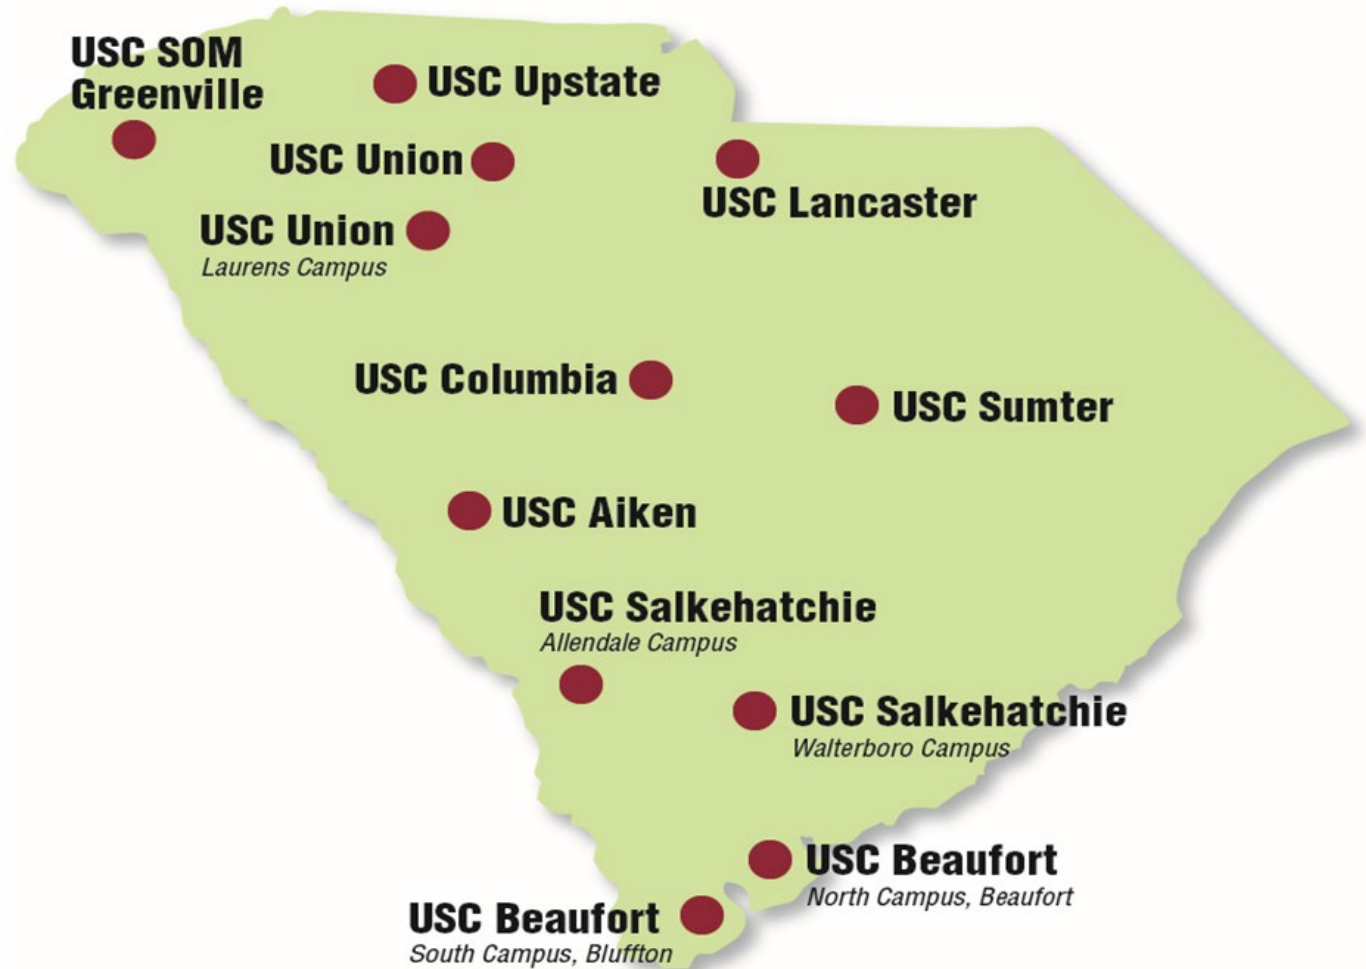 USC SOM
Greenville
USC Upstate
USC Union
USC Lancaster
USC Union
Laurens Campus
USC Columbia
USC Sumter
USC Aiken
USC Salkehatchie
Allendale Campus
USC Salkehatchie
Walterboro Campus
USC Beaufort
North Campus, Beaufort
USC Beaufort
South Campus, Bluffton